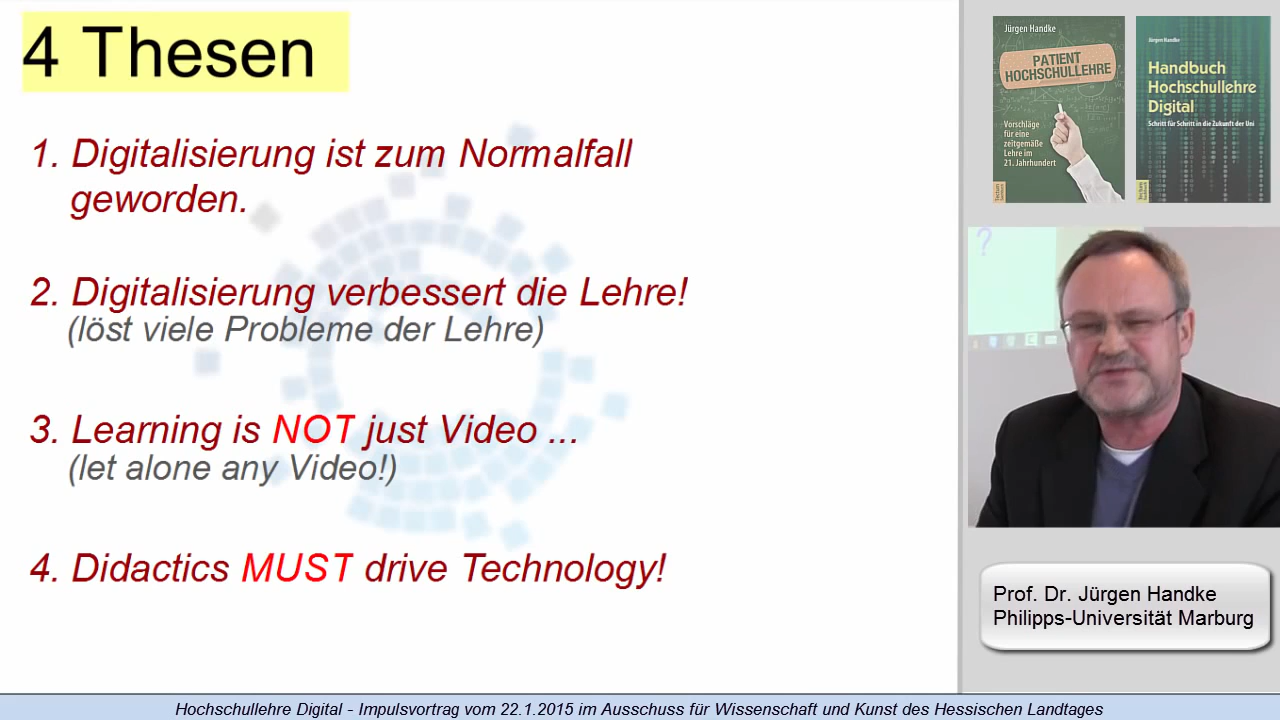 4 Thesen
1. Digitalisierung ist zum Normalfall
geworden.
2. Digitalisierung verbessert die Lehre!
(löst viele Probleme der Lehre)
3. Learning is NOT just Video ...
(let alone any Video!)
4. Didactics MUST drive Technology!
Jürgen Handke
PATIENT
HOCHSCHULLEHRE
Vorschläge
für eine
zeitgemäße
Lehre im
21. Jahrhundert
Tectum
Jürgen Handke
Handbuch
Hochschullehre
Digital
Schritt für Schritt in die Zukunft der Uni
Tectum
?
Prof. Dr. Jürgen Handke
Philipps-Universität Marburg
Hochschullehre Digital - Impulsvortrag vom 22.1.2015 im Ausschuss für Wissenschaft und Kunst des Hessischen Landtages